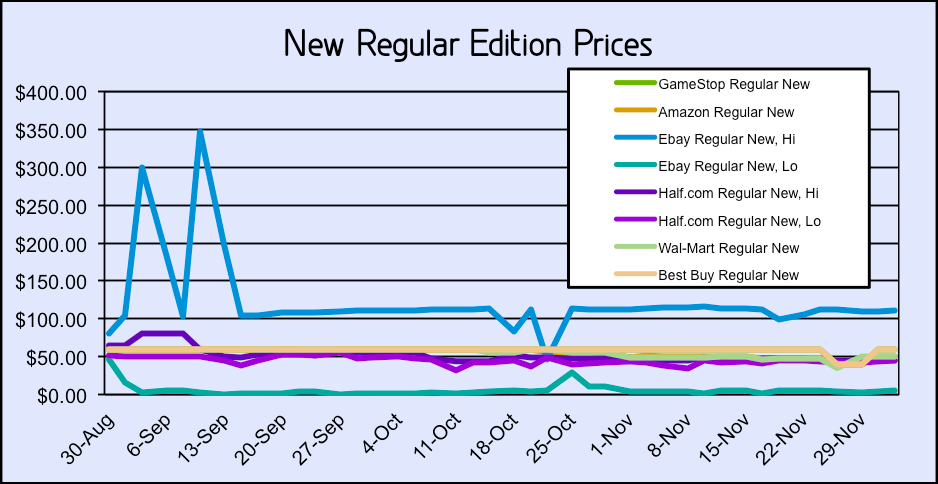 New Regular Edition Prices
GameStop Regular New
Amazon Regular New
Ebay Regular New, Hi
Ebay Regular New, Lo
Half.com Regular New, Hi
Half.com Regular New, Lo
Wal-Mart Regular New
Best Buy Regular New
$400.00
$350.00
$300.00
$250.00
$200.00
$150.00
$100.00
$50.00
$0.00
30-Aug
6-Sep
13-Sep
20-Sep
27-Sep
4-Oct
11-Oct
18-Oct
25-Oct
1-Nov
8-Nov
15-Nov
22-Nov
29-Nov